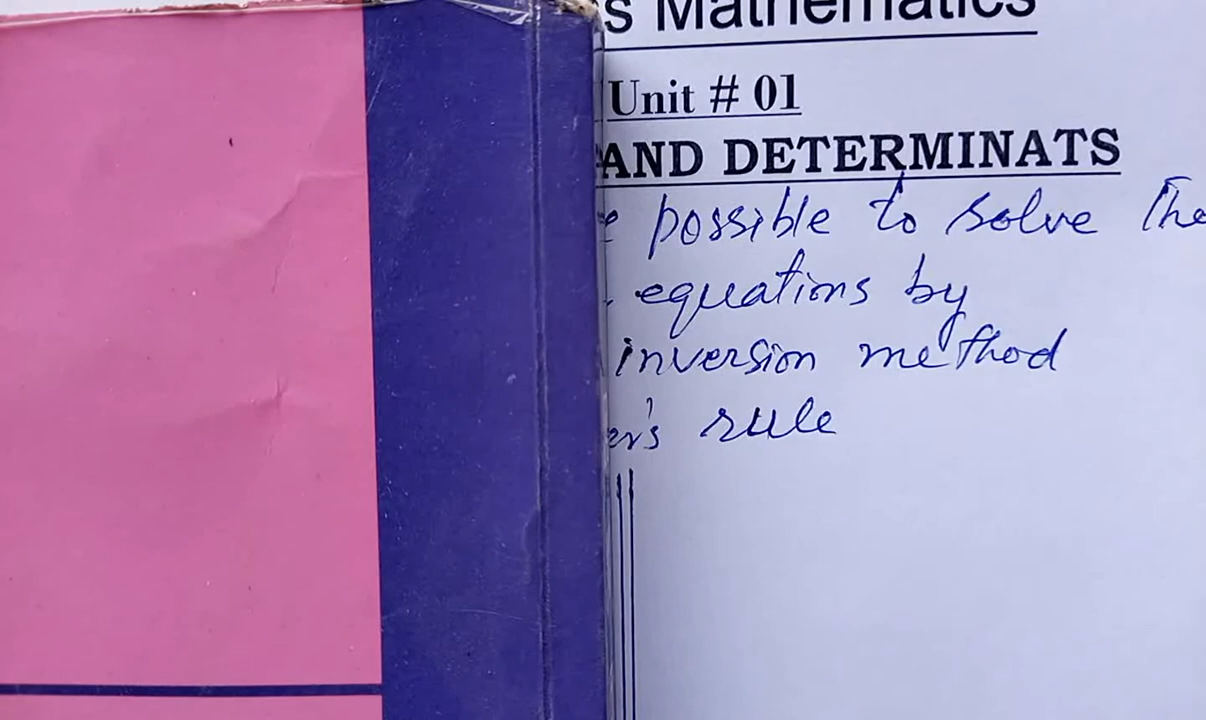 s Mathematics
Unit # 01
AND DETERMINATS
possible to solve the
equations by
inversion method
er's rule